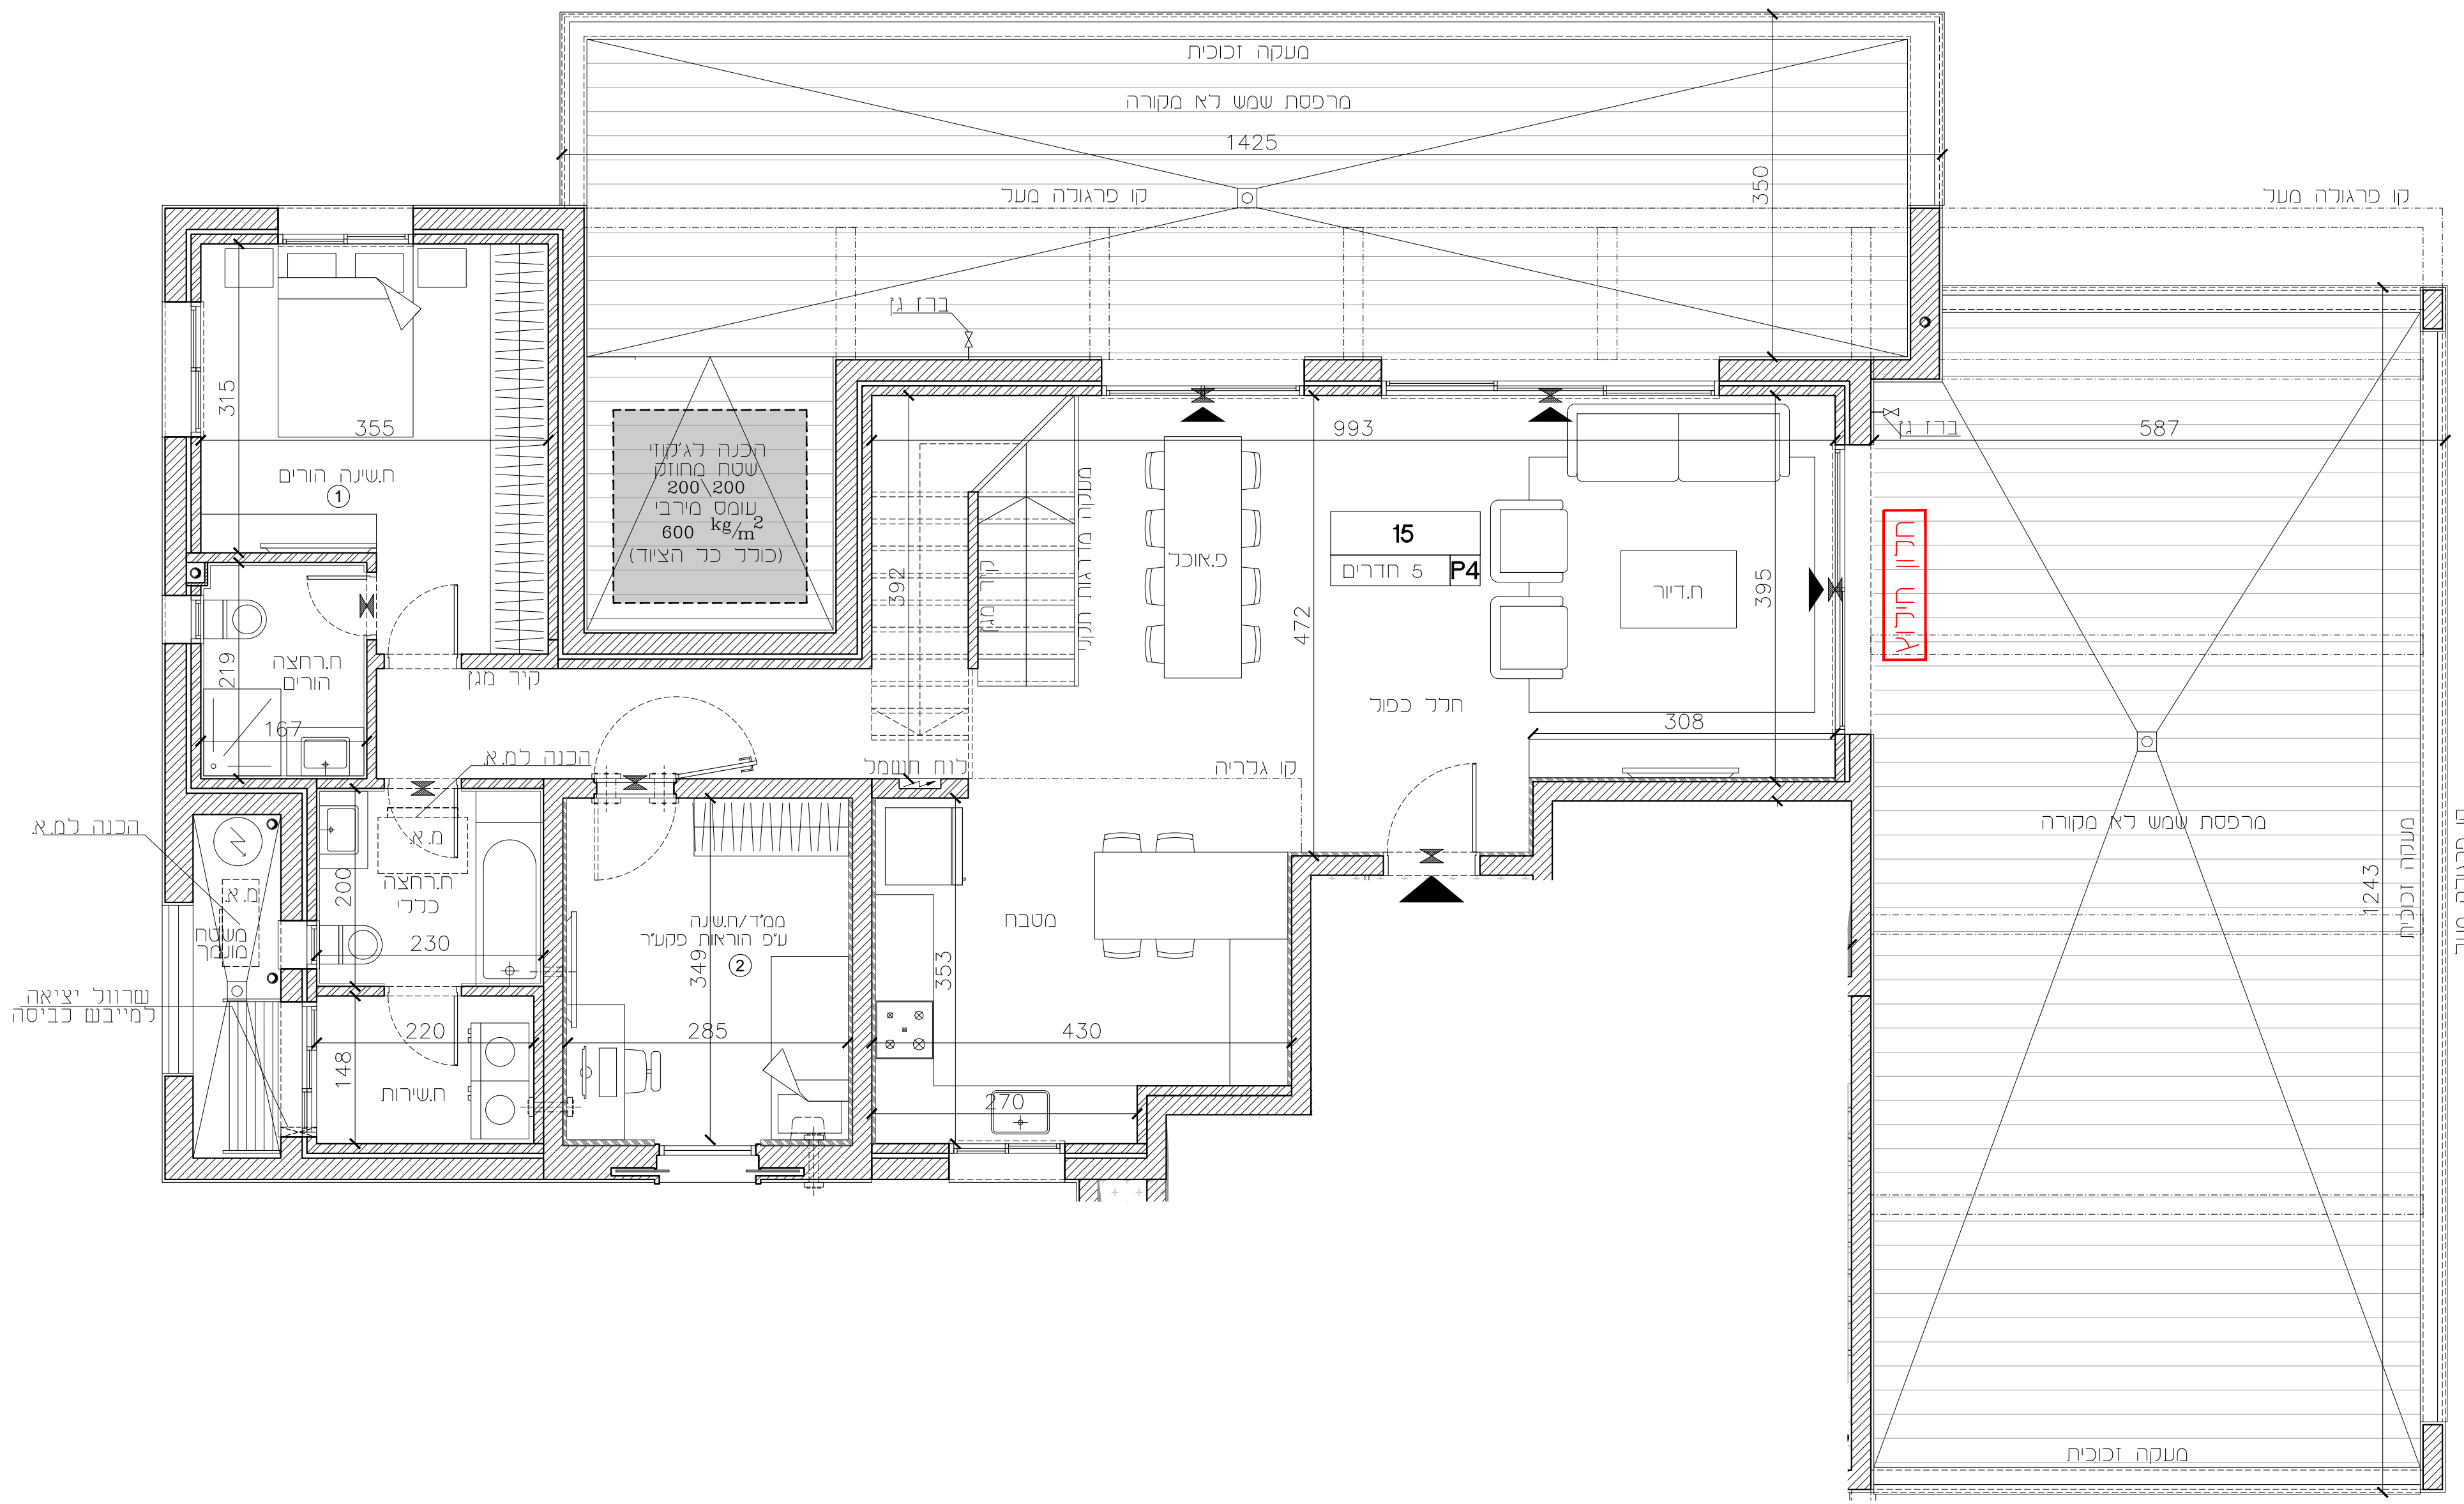 מעקה זכוכית
מרפסת שמש לא מקורה
1425
350
קו פרגולה מעל
קו פרגולה מעל
ברז גן
315
355
ח.שינה הורים
1
הכנה לג'קוזי
שטח מחוזק
200\200
עומס מירבי
600 kg/m2
(כולל כל הציוד)
392
קיר מגן
מעקה מדרגות תקני
993
פ.אוכל
472
15
5 חדרים P4
ח.דיור
395
חלון חילוץ
ברז גן
587
219
ח.רחצה
הורים
167
קיר מגן
חלל כפול
308
הכנה למ.א.
לוח חשמל
קו גלריה
הכנה למ.א.
מ.א.
מ.א.
200
ח.רחצה
כללי
230
משטח
מונמך
שרוול יציאה
למייבש כביסה
148
220
ח.שירות
ממ"ד/ח.שינה
ע"פ הוראות פקע"ר
2
349
285
מטבח
353
430
270
מרפסת שמש לא מקורה
1243
מעקה זכוכית
מעקה זכוכית